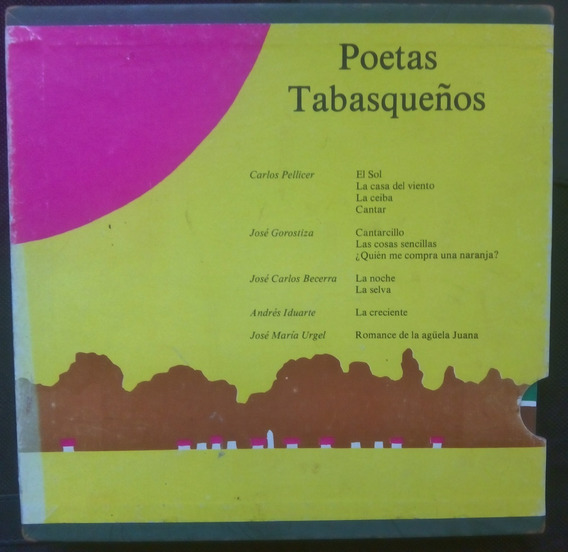 Poetas
Tabasqueños
Carlos Pellicer El Sol
La casa del viento
La ceiba
Cantar
José Gorostiza Cantarcillo
Las cosas sencillas
¿Quién me compra una naranja?
José Carlos Becerra La noche
La selva
Andrés Iduarte La creciente
José María Urgel Romance de la agüela Juana